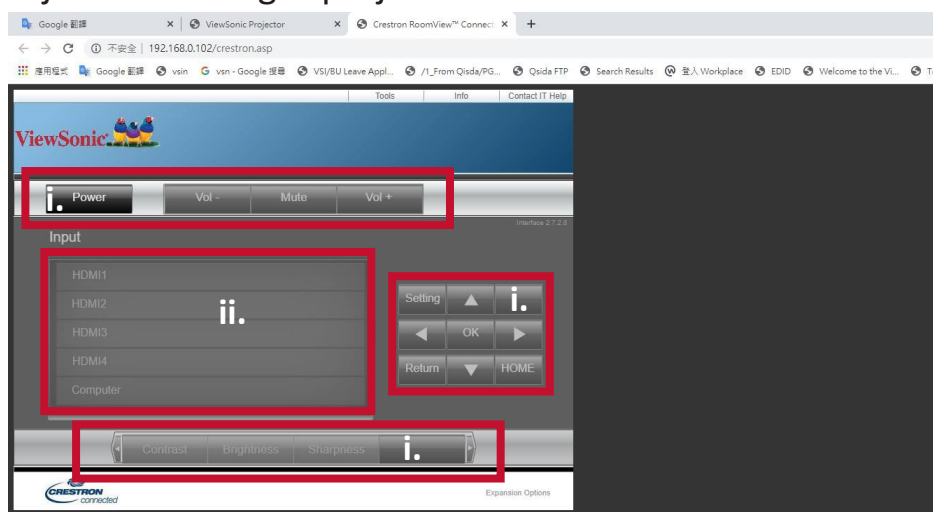 Google 翻譯 ViewSonic Projector Crestron RoomView™ Connect
不安全 | 192.168.0.102/crestron.asp
應用程式 Google 翻譯 vsin vsn - Google 搜尋 VSI/BU Leave Appl... /1_From Qisda/PG... Qsida FTP Search Results 登入 Workplace EDID Welcome to the Vi...
Tools Info Contact IT Help
ViewSonic
i. Power Vol - Mute Vol +
Interface 2.7.2.8
Input
HDMI1
HDMI2
ii.
HDMI3
HDMI4
Computer
Setting i.
OK
Return HOME
Contrast Brightness Sharpness i.
CRESTRON
connected
Expansion Options